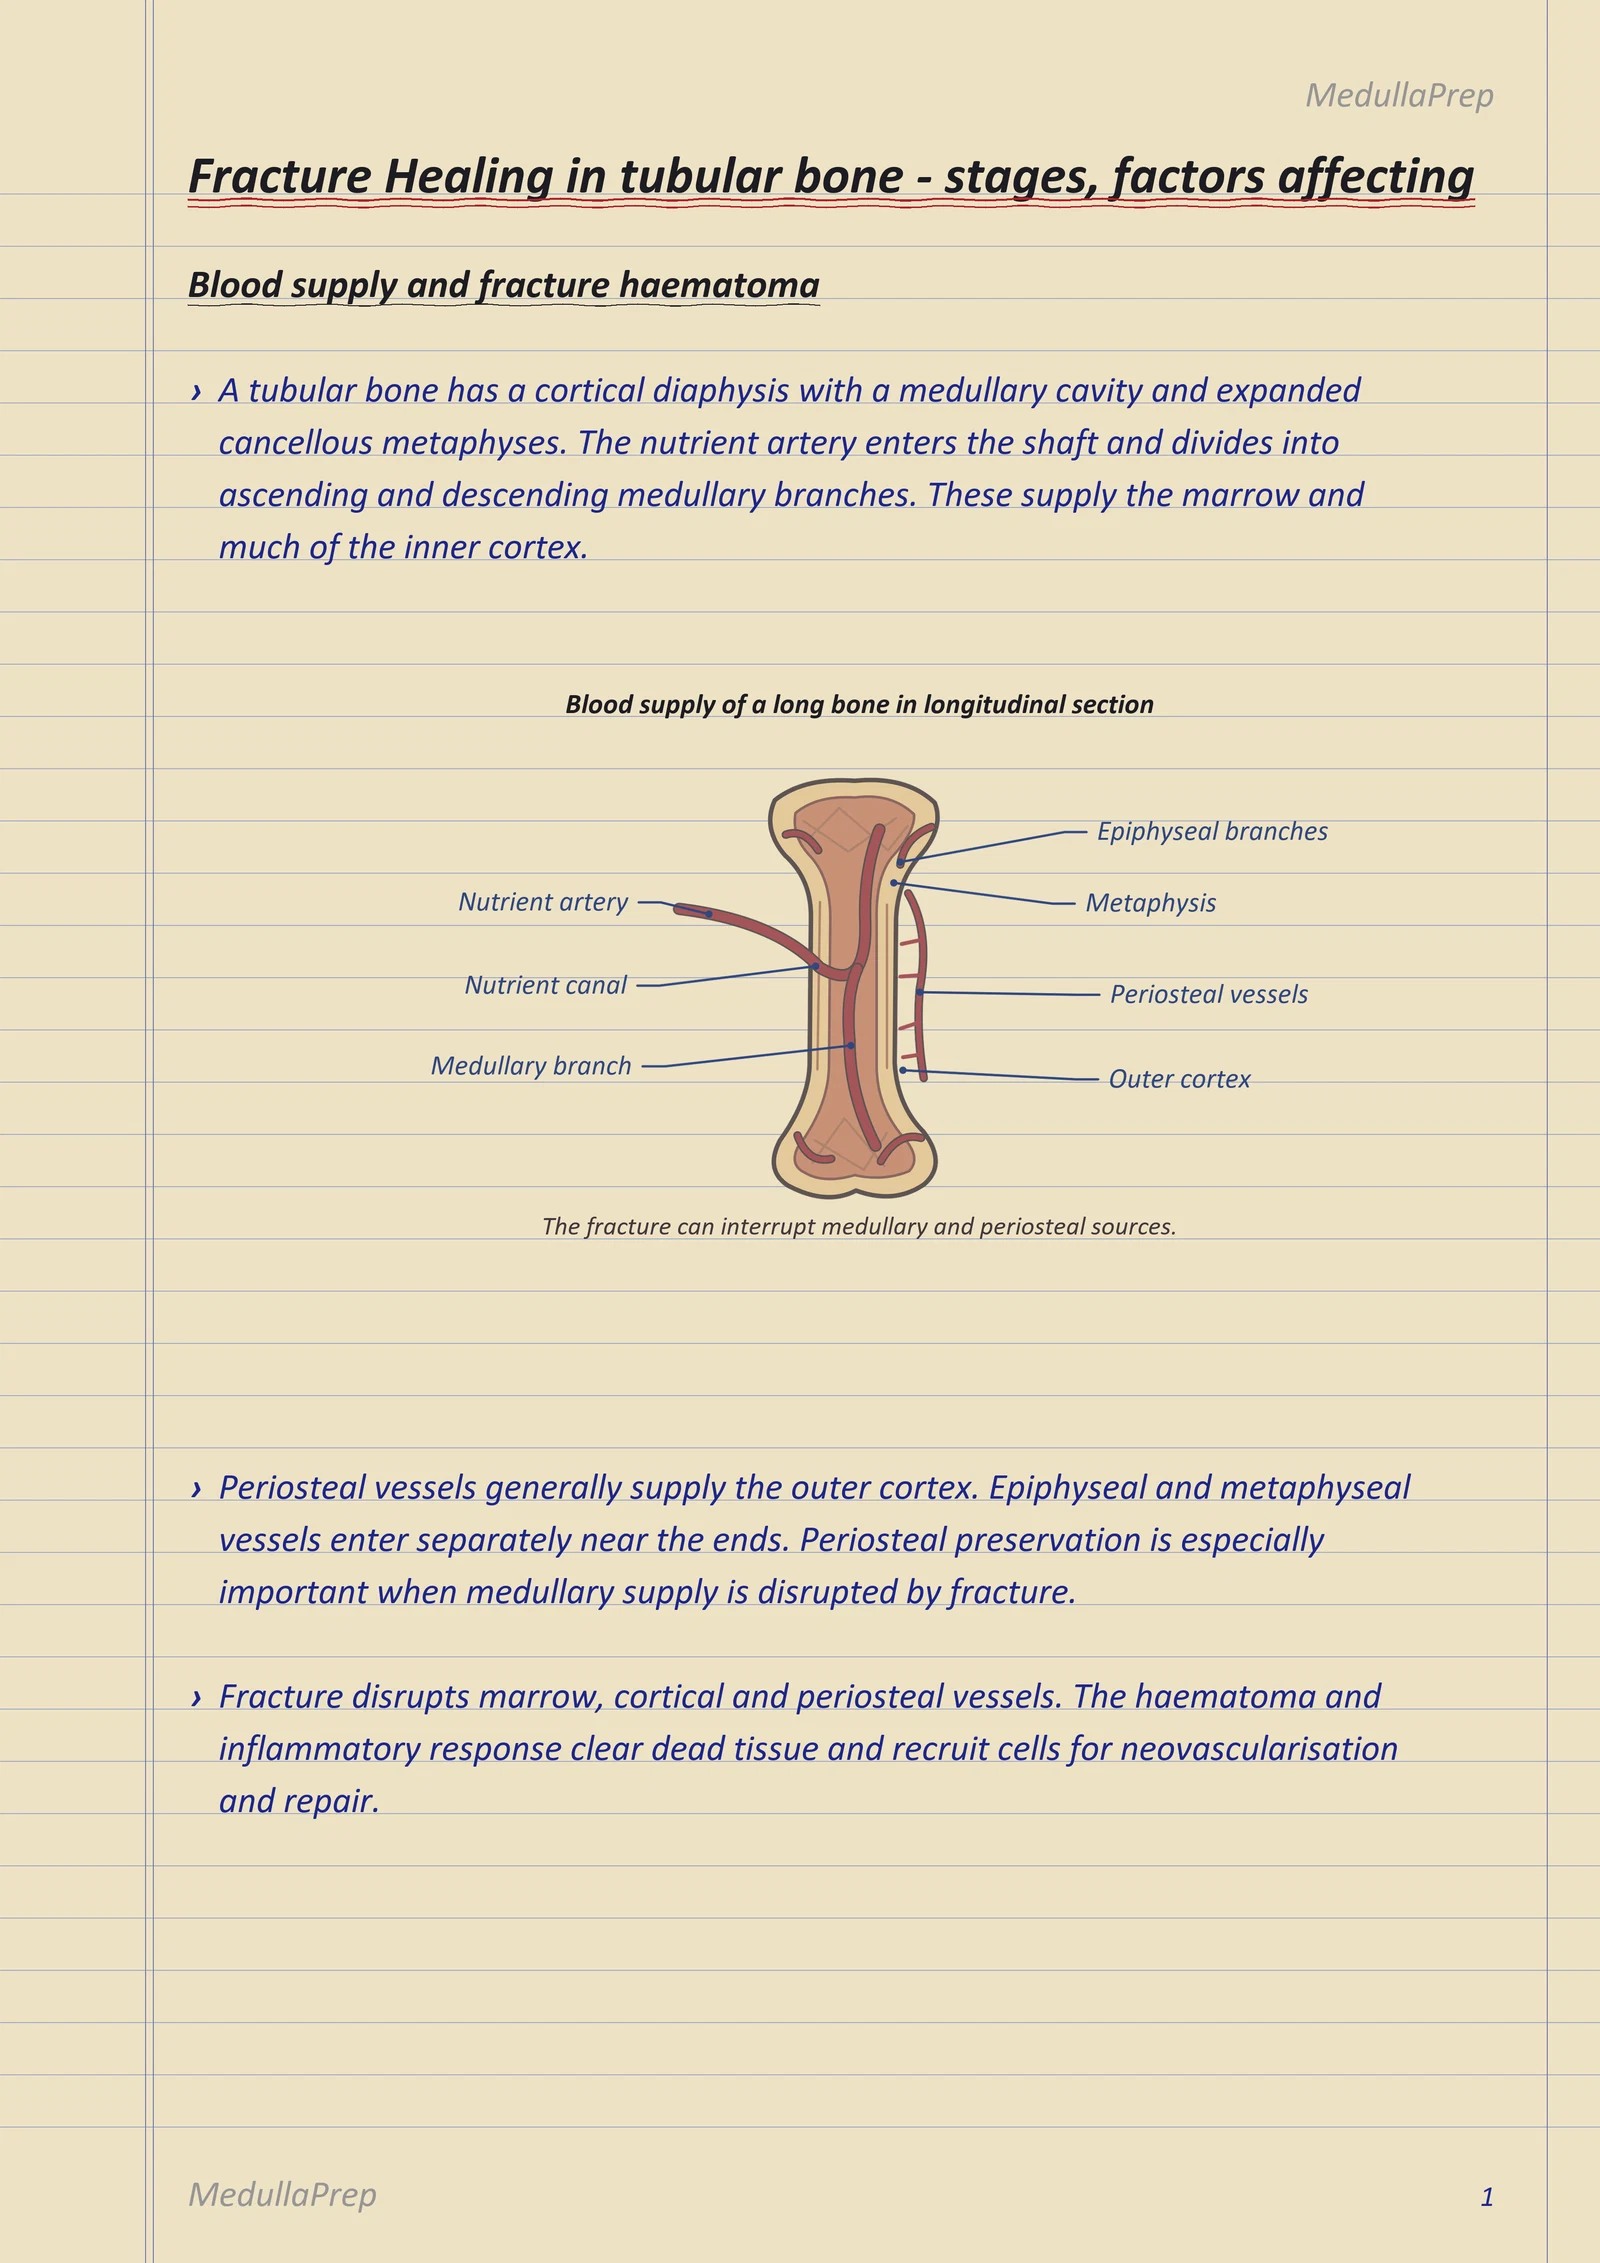 MedullaPrep
Fracture Healing in tubular bone - stages, factors affecting
Blood supply and fracture haematoma
› A tubular bone has a cortical diaphysis with a medullary cavity and expanded
cancellous metaphyses. The nutrient artery enters the shaft and divides into
ascending and descending medullary branches. These supply the marrow and
much of the inner cortex.
Blood supply of a long bone in longitudinal section
Epiphyseal branches
Nutrient artery
Metaphysis
Nutrient canal
Periosteal vessels
Medullary branch
Outer cortex
The fracture can interrupt medullary and periosteal sources.
› Periosteal vessels generally supply the outer cortex. Epiphyseal and metaphyseal
vessels enter separately near the ends. Periosteal preservation is especially
important when medullary supply is disrupted by fracture.
› Fracture disrupts marrow, cortical and periosteal vessels. The haematoma and
inflammatory response clear dead tissue and recruit cells for neovascularisation
and repair.
MedullaPrep
1